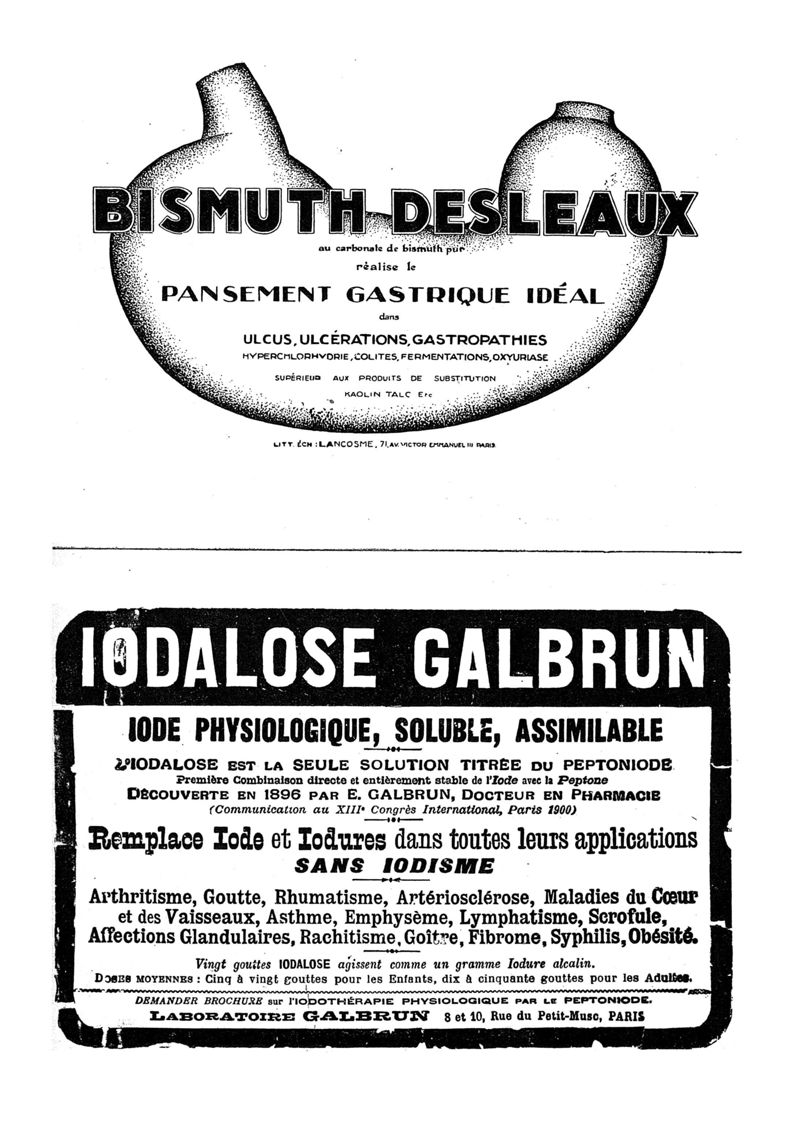 BISMUTH DESLEAUX
au carbonate de bismuth pur
réalise le
PANSEMENT GASTRIQUE IDÉAL
dans
ULCUS, ULCÉRATIONS, GASTROPATHIES
HYPERCHLORHYDRIE, COLITES, FERMENTATIONS, OXYURIASE
SUPÉRIEUR AUX PRODUITS DE SUBSTITUTION
KAOLIN TALC Etc
LITT. ÉCH : LANCOSME, 71, AV. VICTOR EMMANUEL III PARIS.
IODALOSE GALBRUN
IODE PHYSIOLOGIQUE, SOLUBLE, ASSIMILABLE
L'IODALOSE EST LA SEULE SOLUTION TITRÉE DU PEPTONIODE
Première Combinaison directe et entièrement stable de l'Iode avec la Peptone
DÉCOUVERTE EN 1896 PAR E. GALBRUN, DOCTEUR EN PHARMACIE
(Communication au XIIIe Congrès International, Paris 1900)
Remplace Iode et Iodures dans toutes leurs applications
SANS IODISME
Arthritisme, Goutte, Rhumatisme, Artériosclérose, Maladies du Cœur
et des Vaisseaux, Asthme, Emphysème, Lymphatisme, Scrofule,
Affections Glandulaires, Rachitisme, Goître, Fibrome, Syphilis, Obésité.
Vingt gouttes IODALOSE agissent comme un gramme Iodure alcalin.
DOSES MOYENNES : Cinq à vingt gouttes pour les Enfants, dix à cinquante gouttes pour les Adultes.
DEMANDER BROCHURE sur l'IODOTHÉRAPIE PHYSIOLOGIQUE PAR LE PEPTONIODE.
LABORATOIRE GALBRUN 8 et 10, Rue du Petit-Musc, PARIS